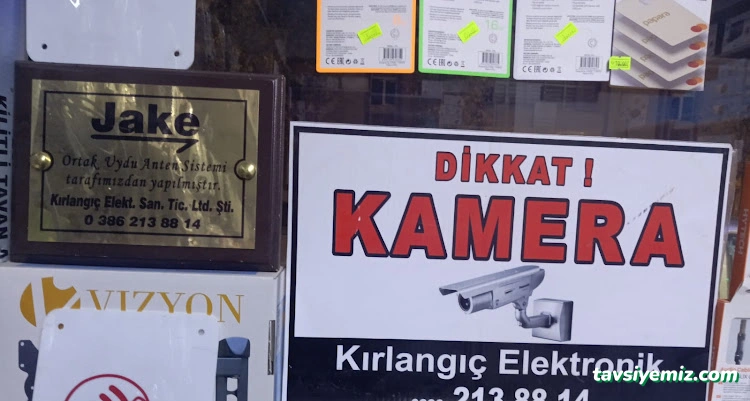 papara
Jake
Ortak Uydu Anten Sistemi
tarafımızdan yapılmıştır.
Kırlangıç Elekt. San. Tic. Ltd. Şti.
0 386 213 88 14
DİKKAT !
KAMERA
VIZYON
Kırlangıç Elektronik
213 88 14
tavsiyemiz.com